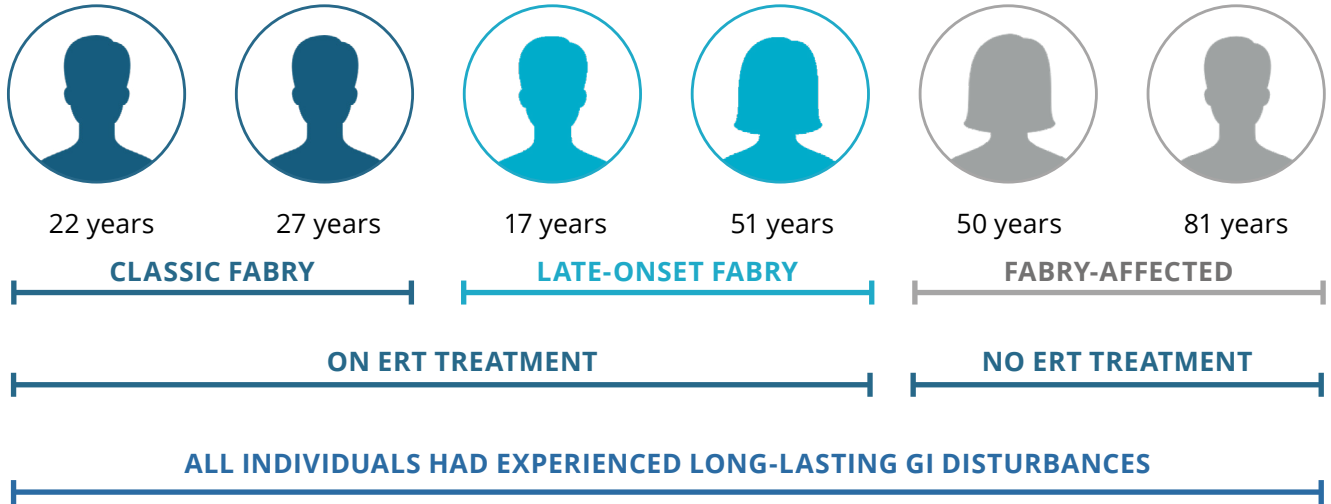 22 years 27 years 17 years 51 years 50 years 81 years
CLASSIC FABRY LATE-ONSET FABRY FABRY-AFFECTED
ON ERT TREATMENT NO ERT TREATMENT
ALL INDIVIDUALS HAD EXPERIENCED LONG-LASTING GI DISTURBANCES